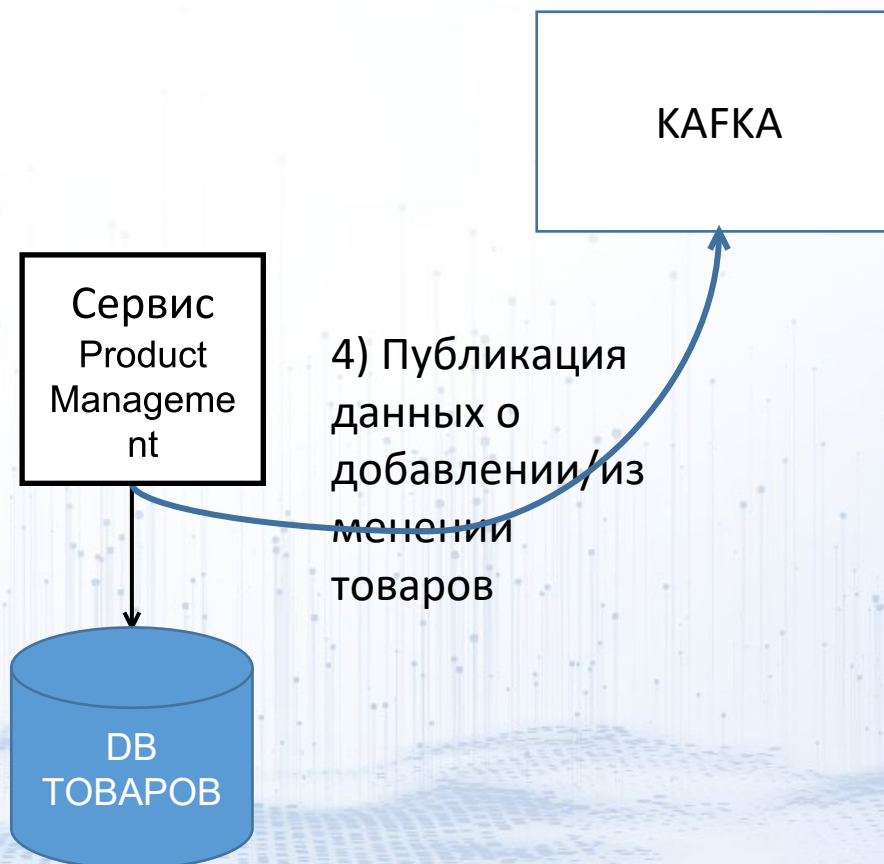 KAFKA
Сервис
Product
Manageme
nt
4) Публикация
данных о
добавлении/из
менении
товаров
DB
ТОВАРОВ